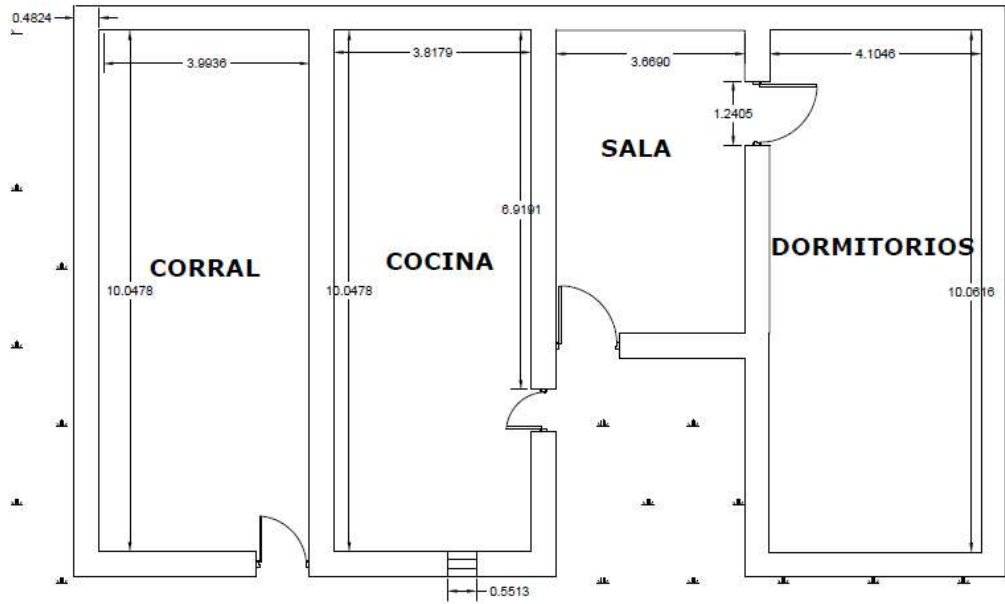 0.4824
3.9936
3.8179
3.6690
4.1046
1.2405
SALA
6.9191
CORRAL
COCINA
DORMITORIOS
10.0478
10.0478
10.0616
0.5513